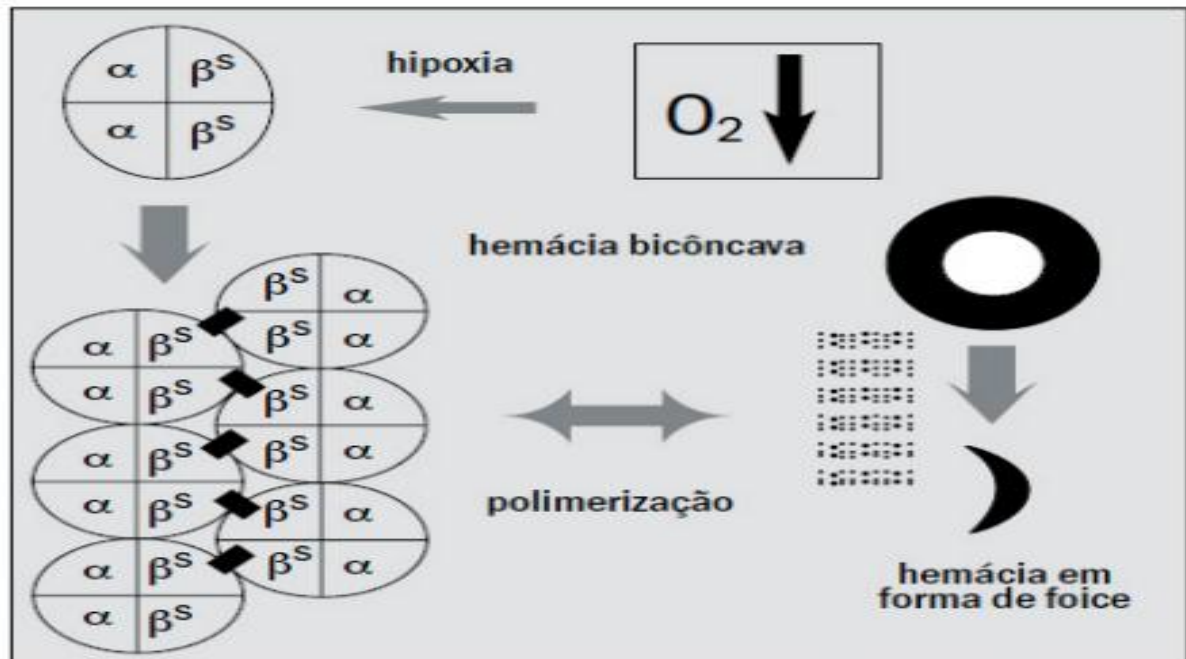 α βˢ
α βˢ
hipoxia
O₂
hemácia bicôncava
βˢ α
βˢ α
α βˢ
α βˢ
βˢ α
βˢ α
α βˢ
α βˢ
βˢ α
βˢ α
α βˢ
α βˢ
polimerização
hemácia em
forma de foice